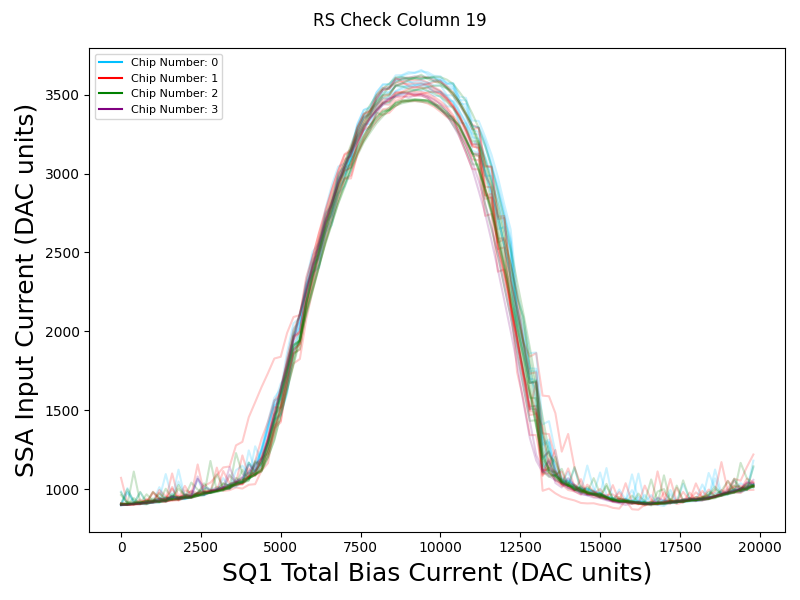 RS Check Column 19
Chip Number: 0
Chip Number: 1
Chip Number: 2
Chip Number: 3
SSA Input Current (DAC units)
3500
3000
2500
2000
1500
1000
0 2500 5000 7500 10000 12500 15000 17500 20000
SQ1 Total Bias Current (DAC units)